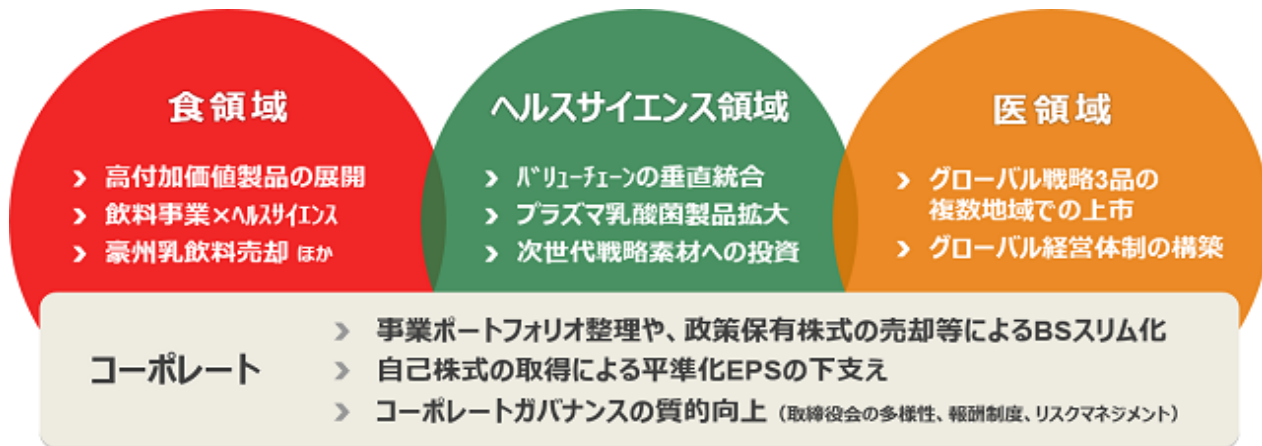 食領域
› 高付加価値製品の展開
› 飲料事業×ﾍﾙｽｻｲｴﾝｽ
› 豪州乳飲料売却 ほか
ヘルスサイエンス領域
› ﾊﾞﾘｭｰﾁｪｰﾝの垂直統合
› プラズマ乳酸菌製品拡大
› 次世代戦略素材への投資
医領域
› グローバル戦略3品の
複数地域での上市
› グローバル経営体制の構築
コーポレート
› 事業ポートフォリオ整理や、政策保有株式の売却等によるBSスリム化
› 自己株式の取得による平準化EPSの下支え
› コーポレートガバナンスの質的向上（取締役会の多様性、報酬制度、リスクマネジメント）